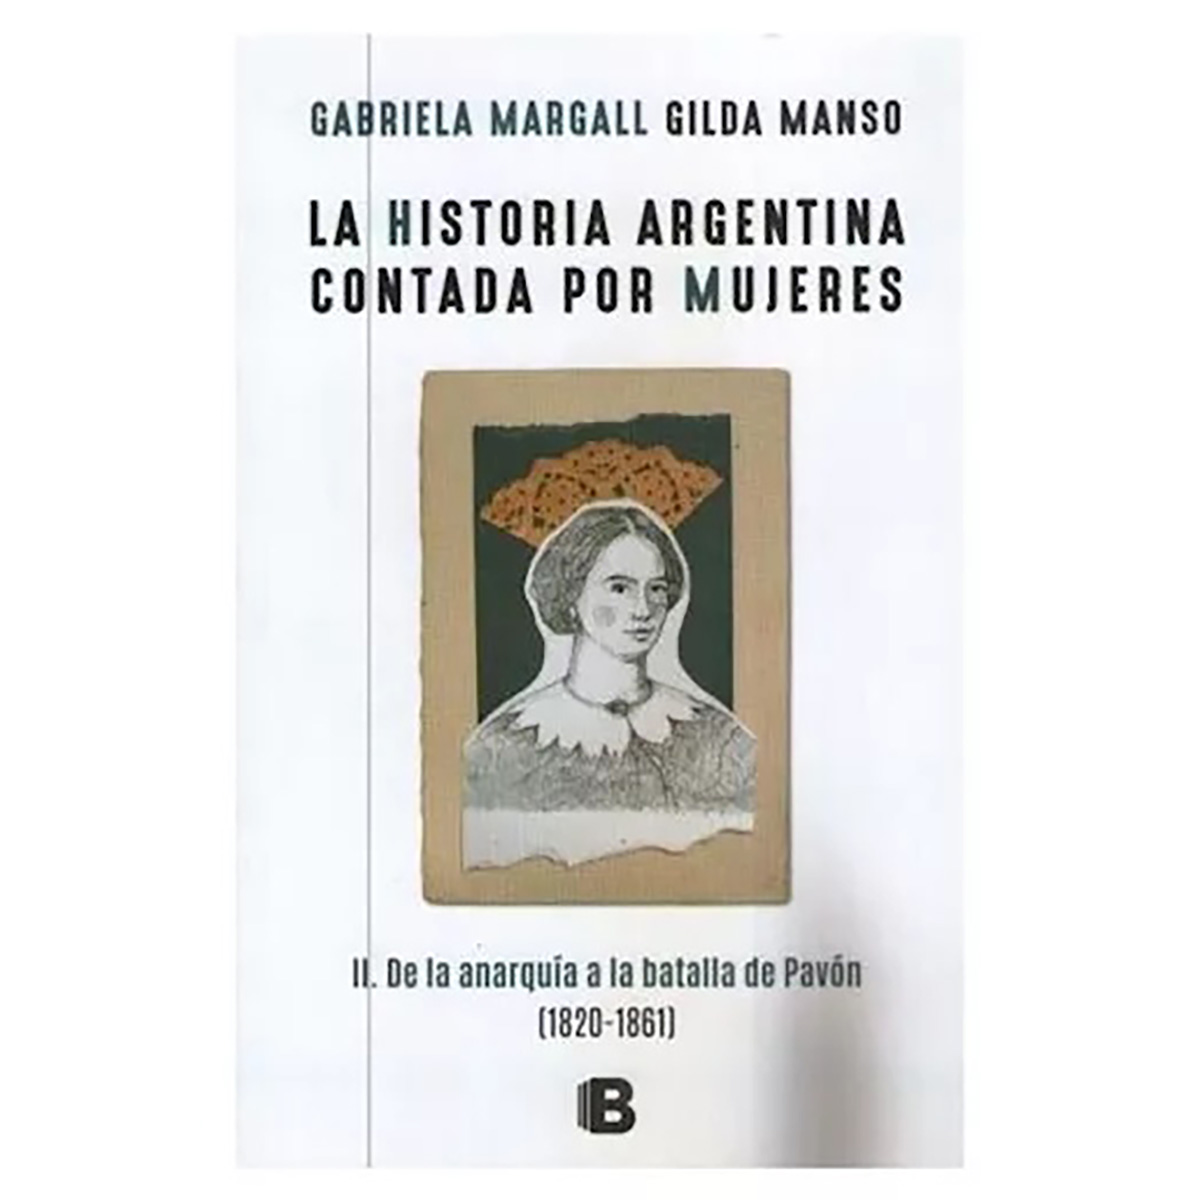 GABRIELA MARGALL GILDA MANSO
LA HISTORIA ARGENTINA
CONTADA POR MUJERES
II. De la anarquía a la batalla de Pavón
(1820-1861)
B